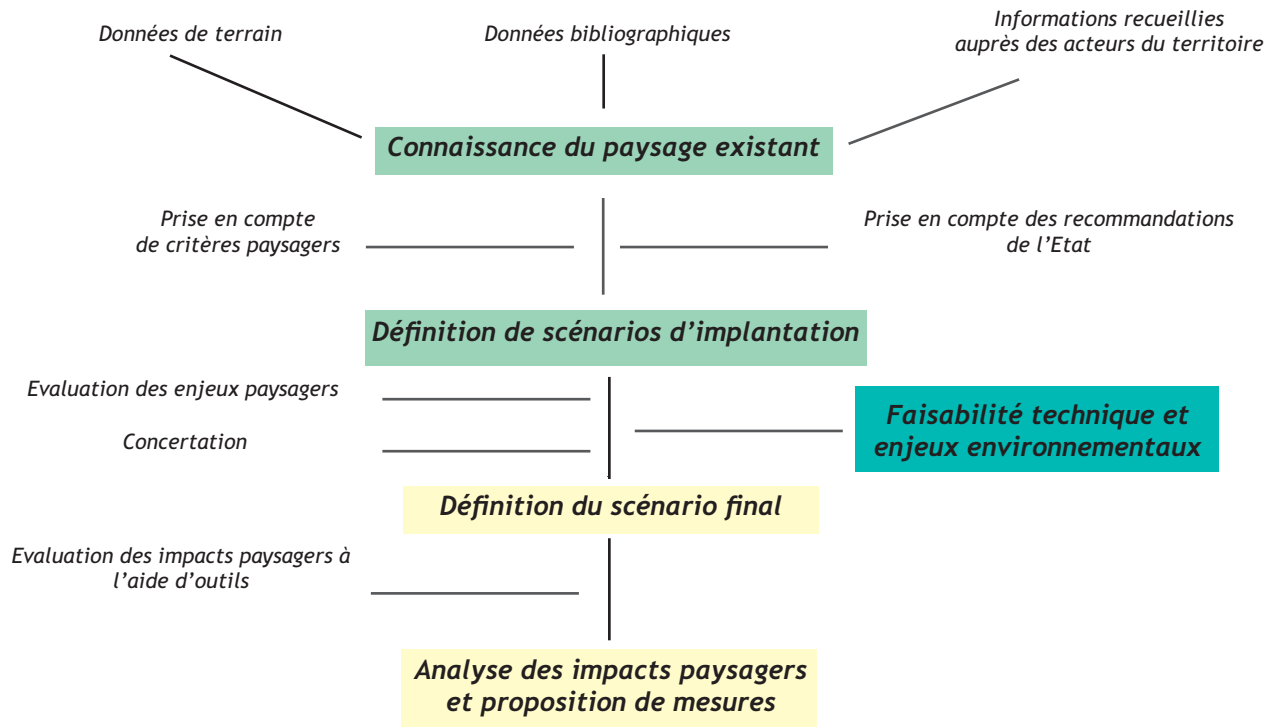 Données de terrain
Données bibliographiques
Informations recueillies
auprès des acteurs du territoire
Connaissance du paysage existant
Prise en compte
de critères paysagers
Prise en compte des recommandations
de l’Etat
Définition de scénarios d’implantation
Evaluation des enjeux paysagers
Concertation
Faisabilité technique et
enjeux environnementaux
Définition du scénario final
Evaluation des impacts paysagers à
l’aide d’outils
Analyse des impacts paysagers
et proposition de mesures